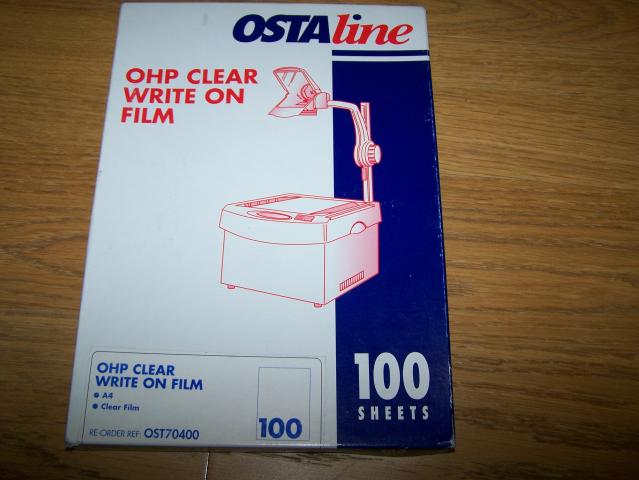 OSTAline
OHP CLEAR
WRITE ON
FILM
100
SHEETS
OHP CLEAR
WRITE ON FILM
• A4
• Clear Film
RE-ORDER REF: OST70400
100